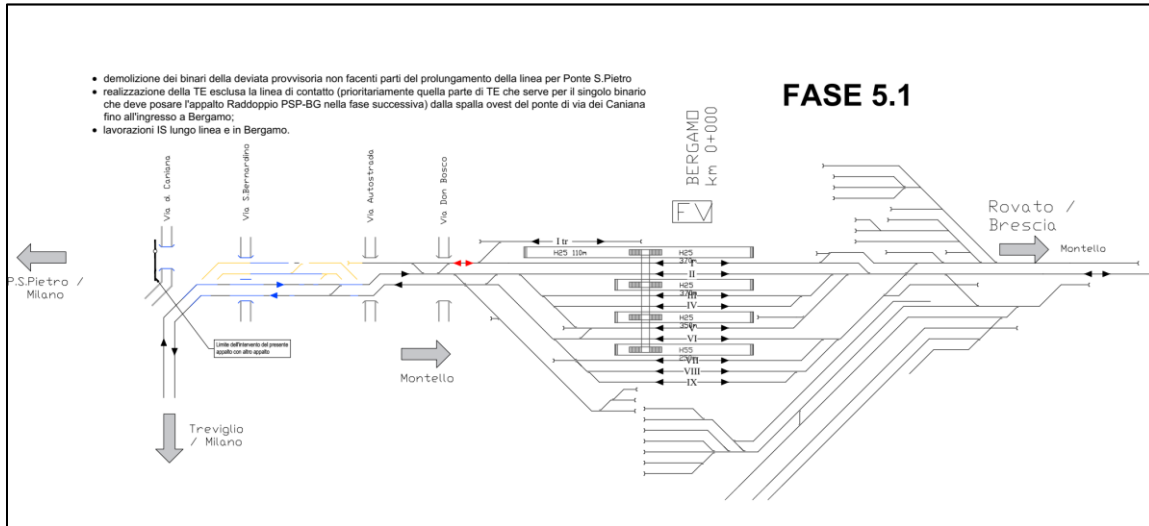 • demolizione dei binari della deviata provvisoria non facenti parti del prolungamento della linea per Ponte S.Pietro
• realizzazione della TE esclusa la linea di contatto (prioritariamente quella parte di TE che serve per il singolo binario
che deve posare l'appalto Raddoppio PSP-BG nella fase successiva) dalla spalla ovest del ponte di via dei Caniana
fino all'ingresso a Bergamo;
• lavorazioni IS lungo linea e in Bergamo.
FASE 5.1
BERGAMO
km 0+000
FV
Via di Caniana
Via S.Bernardino
Via Autostrada
Via Don Bosco
Rovato /
Brescia
Montello
P.S.Pietro /
Milano
I tr
H25 110m
H25
370m
I
II
H25
370m
III
IV
H25
350m
V
VI
H55
VII
VIII
IX
Limite dell'intervento del presente
appalto con altro appalto
Montello
Treviglio
/ Milano